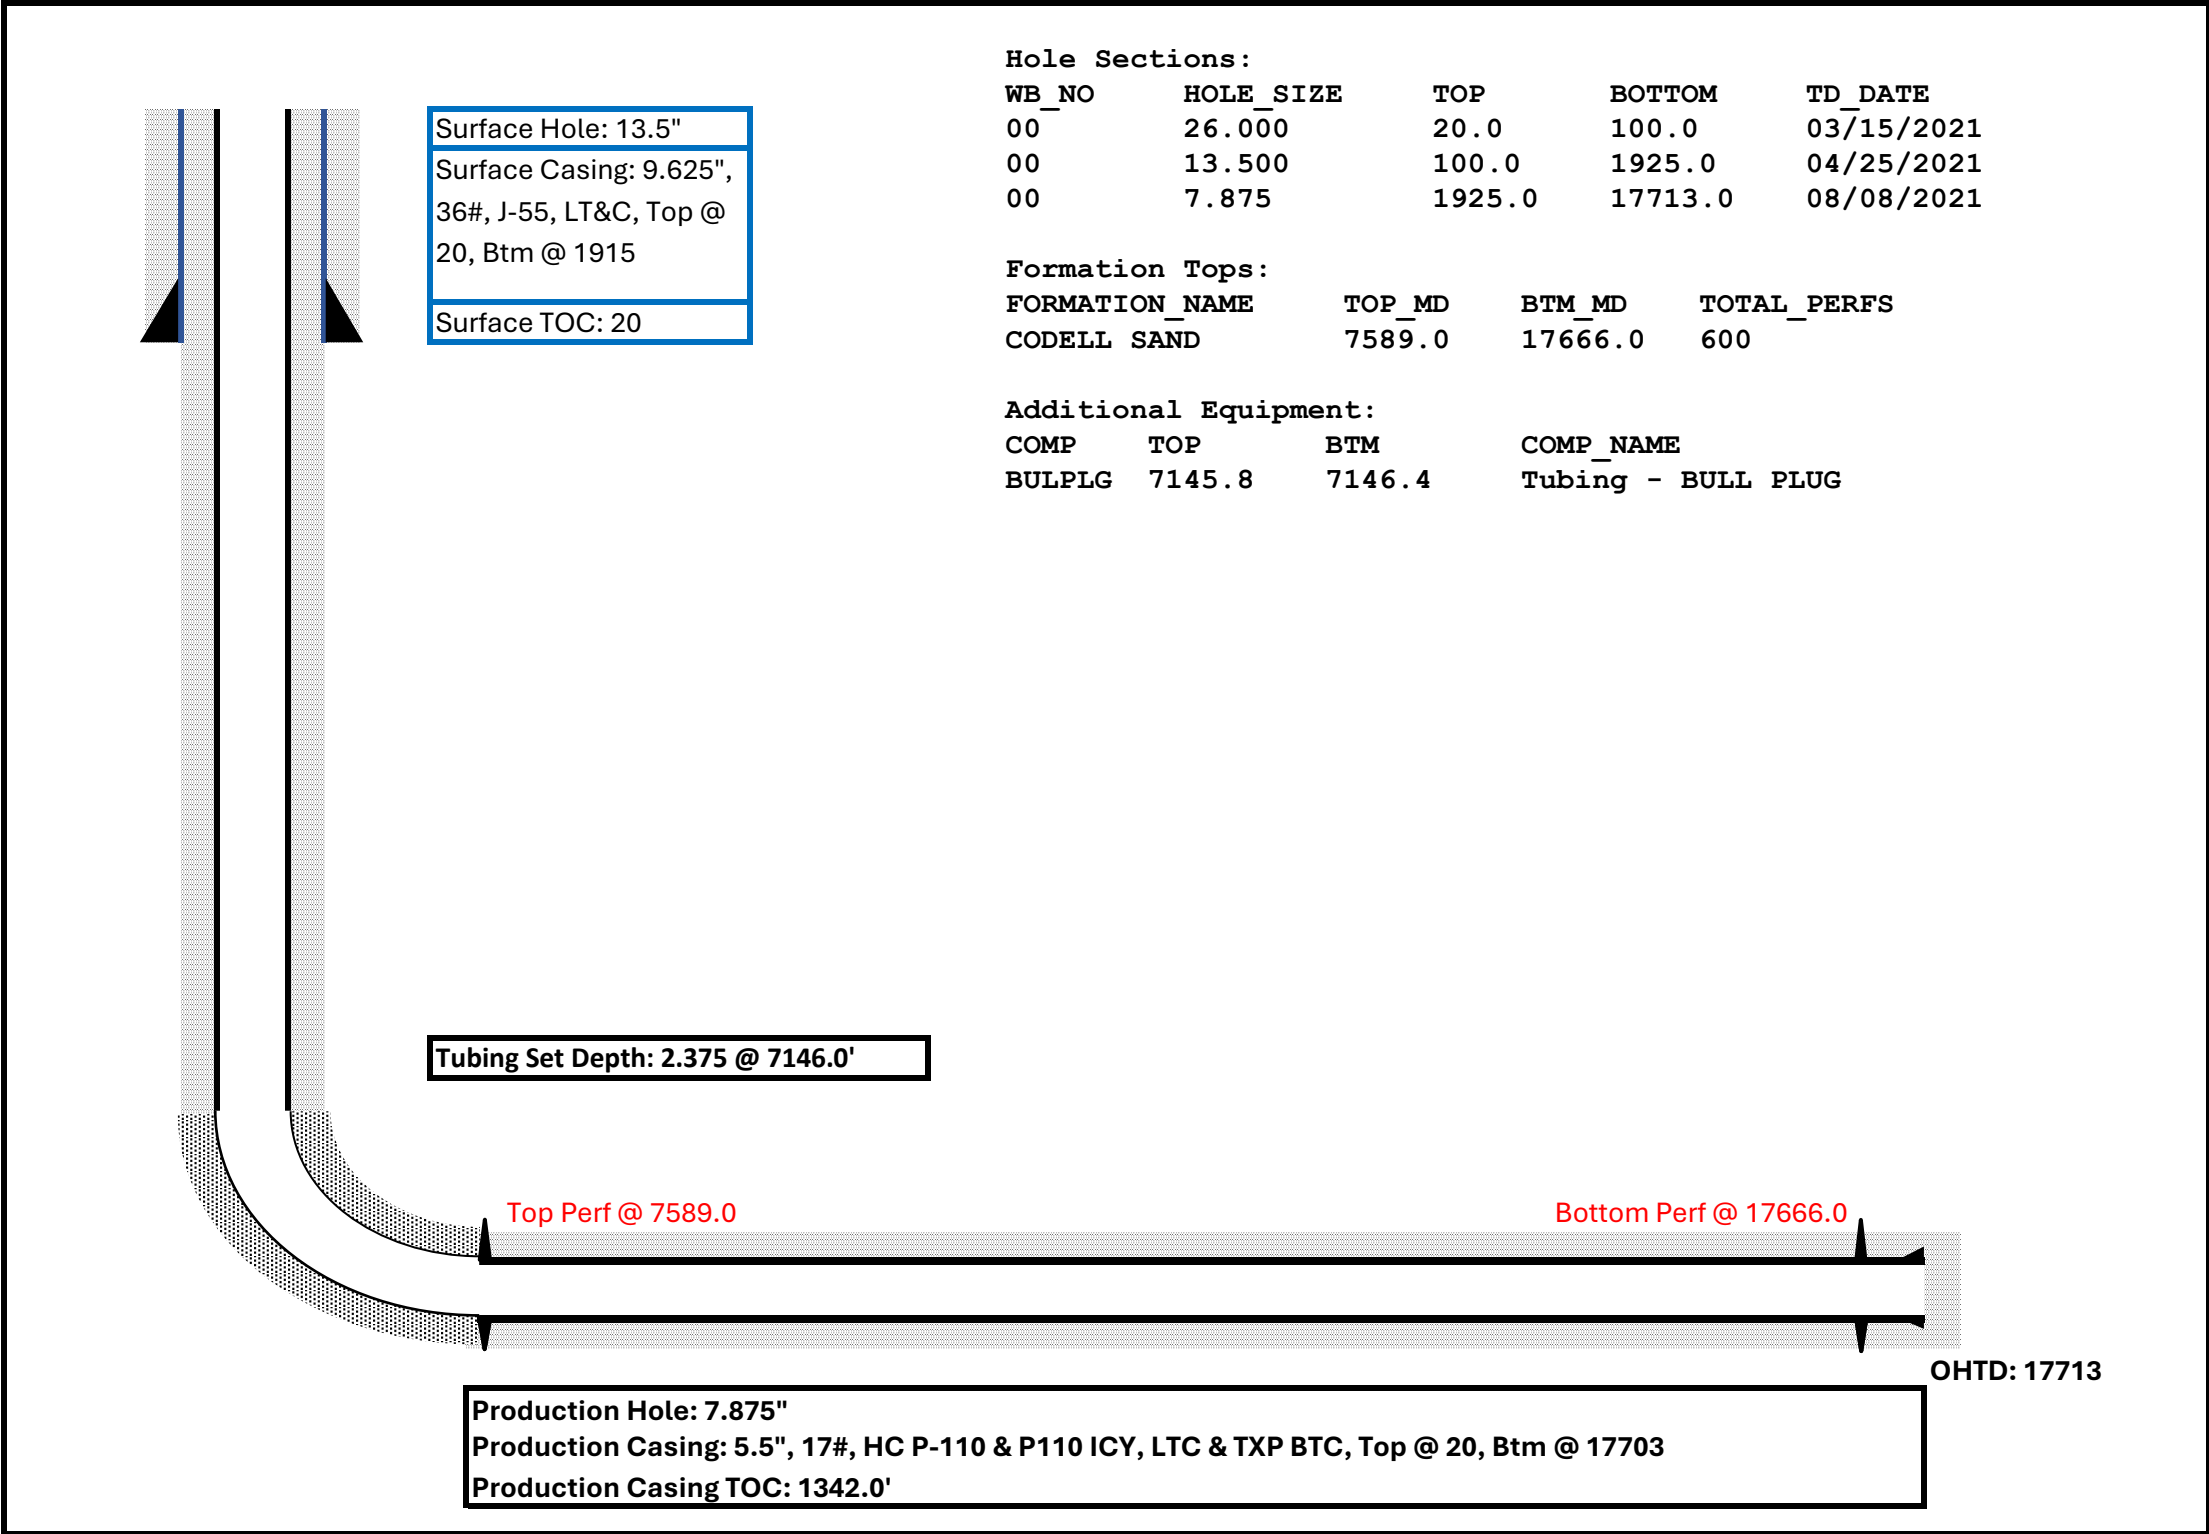 Hole Sections:
WB_NO HOLE_SIZE TOP BOTTOM TD_DATE
00 26.000 20.0 100.0 03/15/2021
00 13.500 100.0 1925.0 04/25/2021
00 7.875 1925.0 17713.0 08/08/2021
Formation Tops:
FORMATION_NAME TOP_MD BTM_MD TOTAL_PERFS
CODELL SAND 7589.0 17666.0 600
Additional Equipment:
COMP TOP BTM COMP_NAME
BULPLG 7145.8 7146.4 Tubing - BULL PLUG
Surface Hole: 13.5"
Surface Casing: 9.625",
36#, J-55, LT&C, Top @
20, Btm @ 1915
Surface TOC: 20
Tubing Set Depth: 2.375 @ 7146.0'
Top Perf @ 7589.0
Bottom Perf @ 17666.0
OHTD: 17713
Production Hole: 7.875"
Production Casing: 5.5", 17#, HC P-110 & P110 ICY, LTC & TXP BTC, Top @ 20, Btm @ 17703
Production Casing TOC: 1342.0'